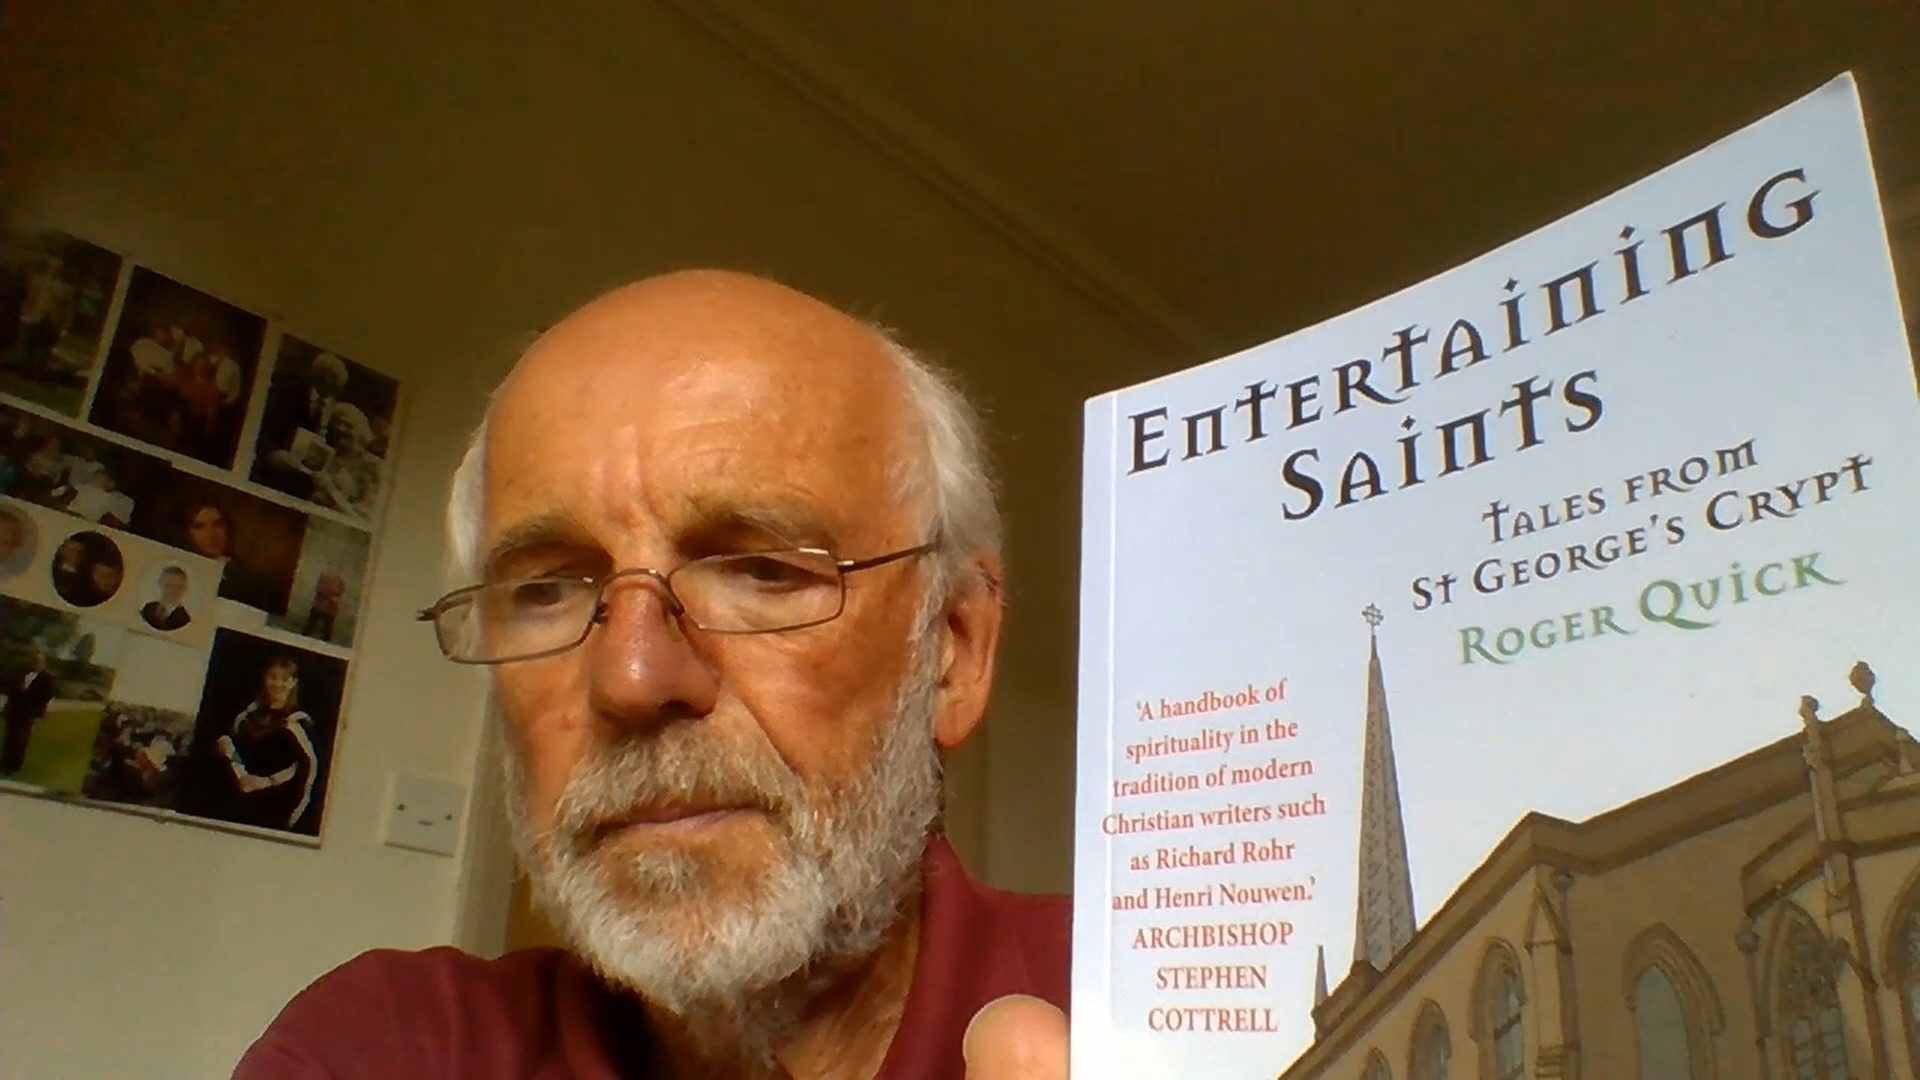 EntertaininG
Saints
Tales from
St George's Crypt
Roger Quick
'A handbook of
spirituality in the
tradition of modern
Christian writers such
as Richard Rohr
and Henri Nouwen.'
ARCHBISHOP
STEPHEN
COTTRELL